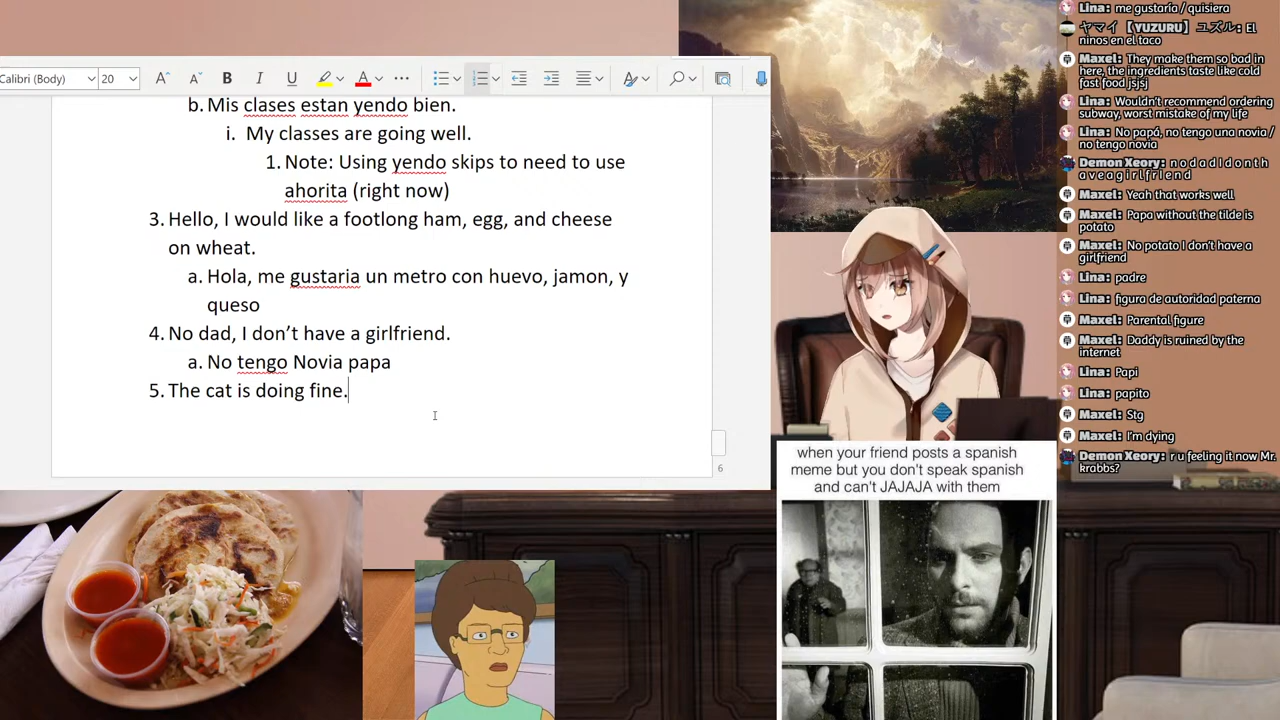 Calibri (Body)
20
b. Mis clases estan yendo bien.
i. My classes are going well.
1. Note: Using yendo skips to need to use
ahorita (right now)
3. Hello, I would like a footlong ham, egg, and cheese
on wheat.
a. Hola, me gustaria un metro con huevo, jamon, y
queso
4. No dad, I don’t have a girlfriend.
a. No tengo Novia papa
5. The cat is doing fine.
6
when your friend posts a spanish
meme but you don't speak spanish
and can't JAJAJA with them
Lina: me gustaría / quisiera
ヤマイ【YUZURU】ユズル: El
ninos en el taco
Maxel: They make them so bad in
here, the ingredients taste like cold
fast food jsjsj
Lina: Wouldn't recommend ordering
subway, worst mistake of my life
Lina: No papá, no tengo una novia /
no tengo novia
Demon Xeory: n o d a d I d o n t h
a v e a g i r l f r i e n d
Maxel: Yeah that works well
Maxel: Papa without the tilde is
potato
Maxel: No potato I don't have a
girlfriend
Lina: padre
Lina: figura de autoridad paterna
Maxel: Parental figure
Maxel: Daddy is ruined by the
internet
Lina: Papi
Lina: papito
Maxel: Stg
Maxel: I'm dying
Demon Xeory: r u feeling it now Mr.
krabbs?